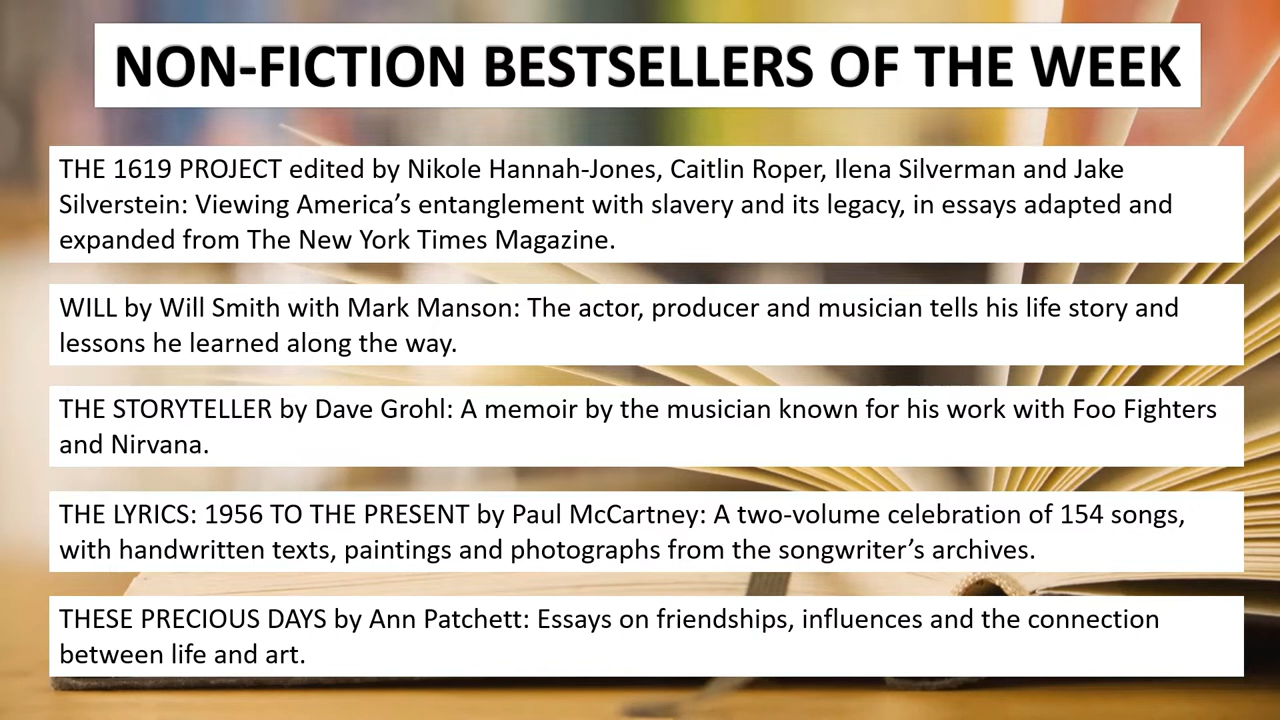 NON-FICTION BESTSELLERS OF THE WEEK
THE 1619 PROJECT edited by Nikole Hannah-Jones, Caitlin Roper, Ilena Silverman and Jake
Silverstein: Viewing America’s entanglement with slavery and its legacy, in essays adapted and
expanded from The New York Times Magazine.
WILL by Will Smith with Mark Manson: The actor, producer and musician tells his life story and
lessons he learned along the way.
THE STORYTELLER by Dave Grohl: A memoir by the musician known for his work with Foo Fighters
and Nirvana.
THE LYRICS: 1956 TO THE PRESENT by Paul McCartney: A two-volume celebration of 154 songs,
with handwritten texts, paintings and photographs from the songwriter’s archives.
THESE PRECIOUS DAYS by Ann Patchett: Essays on friendships, influences and the connection
between life and art.